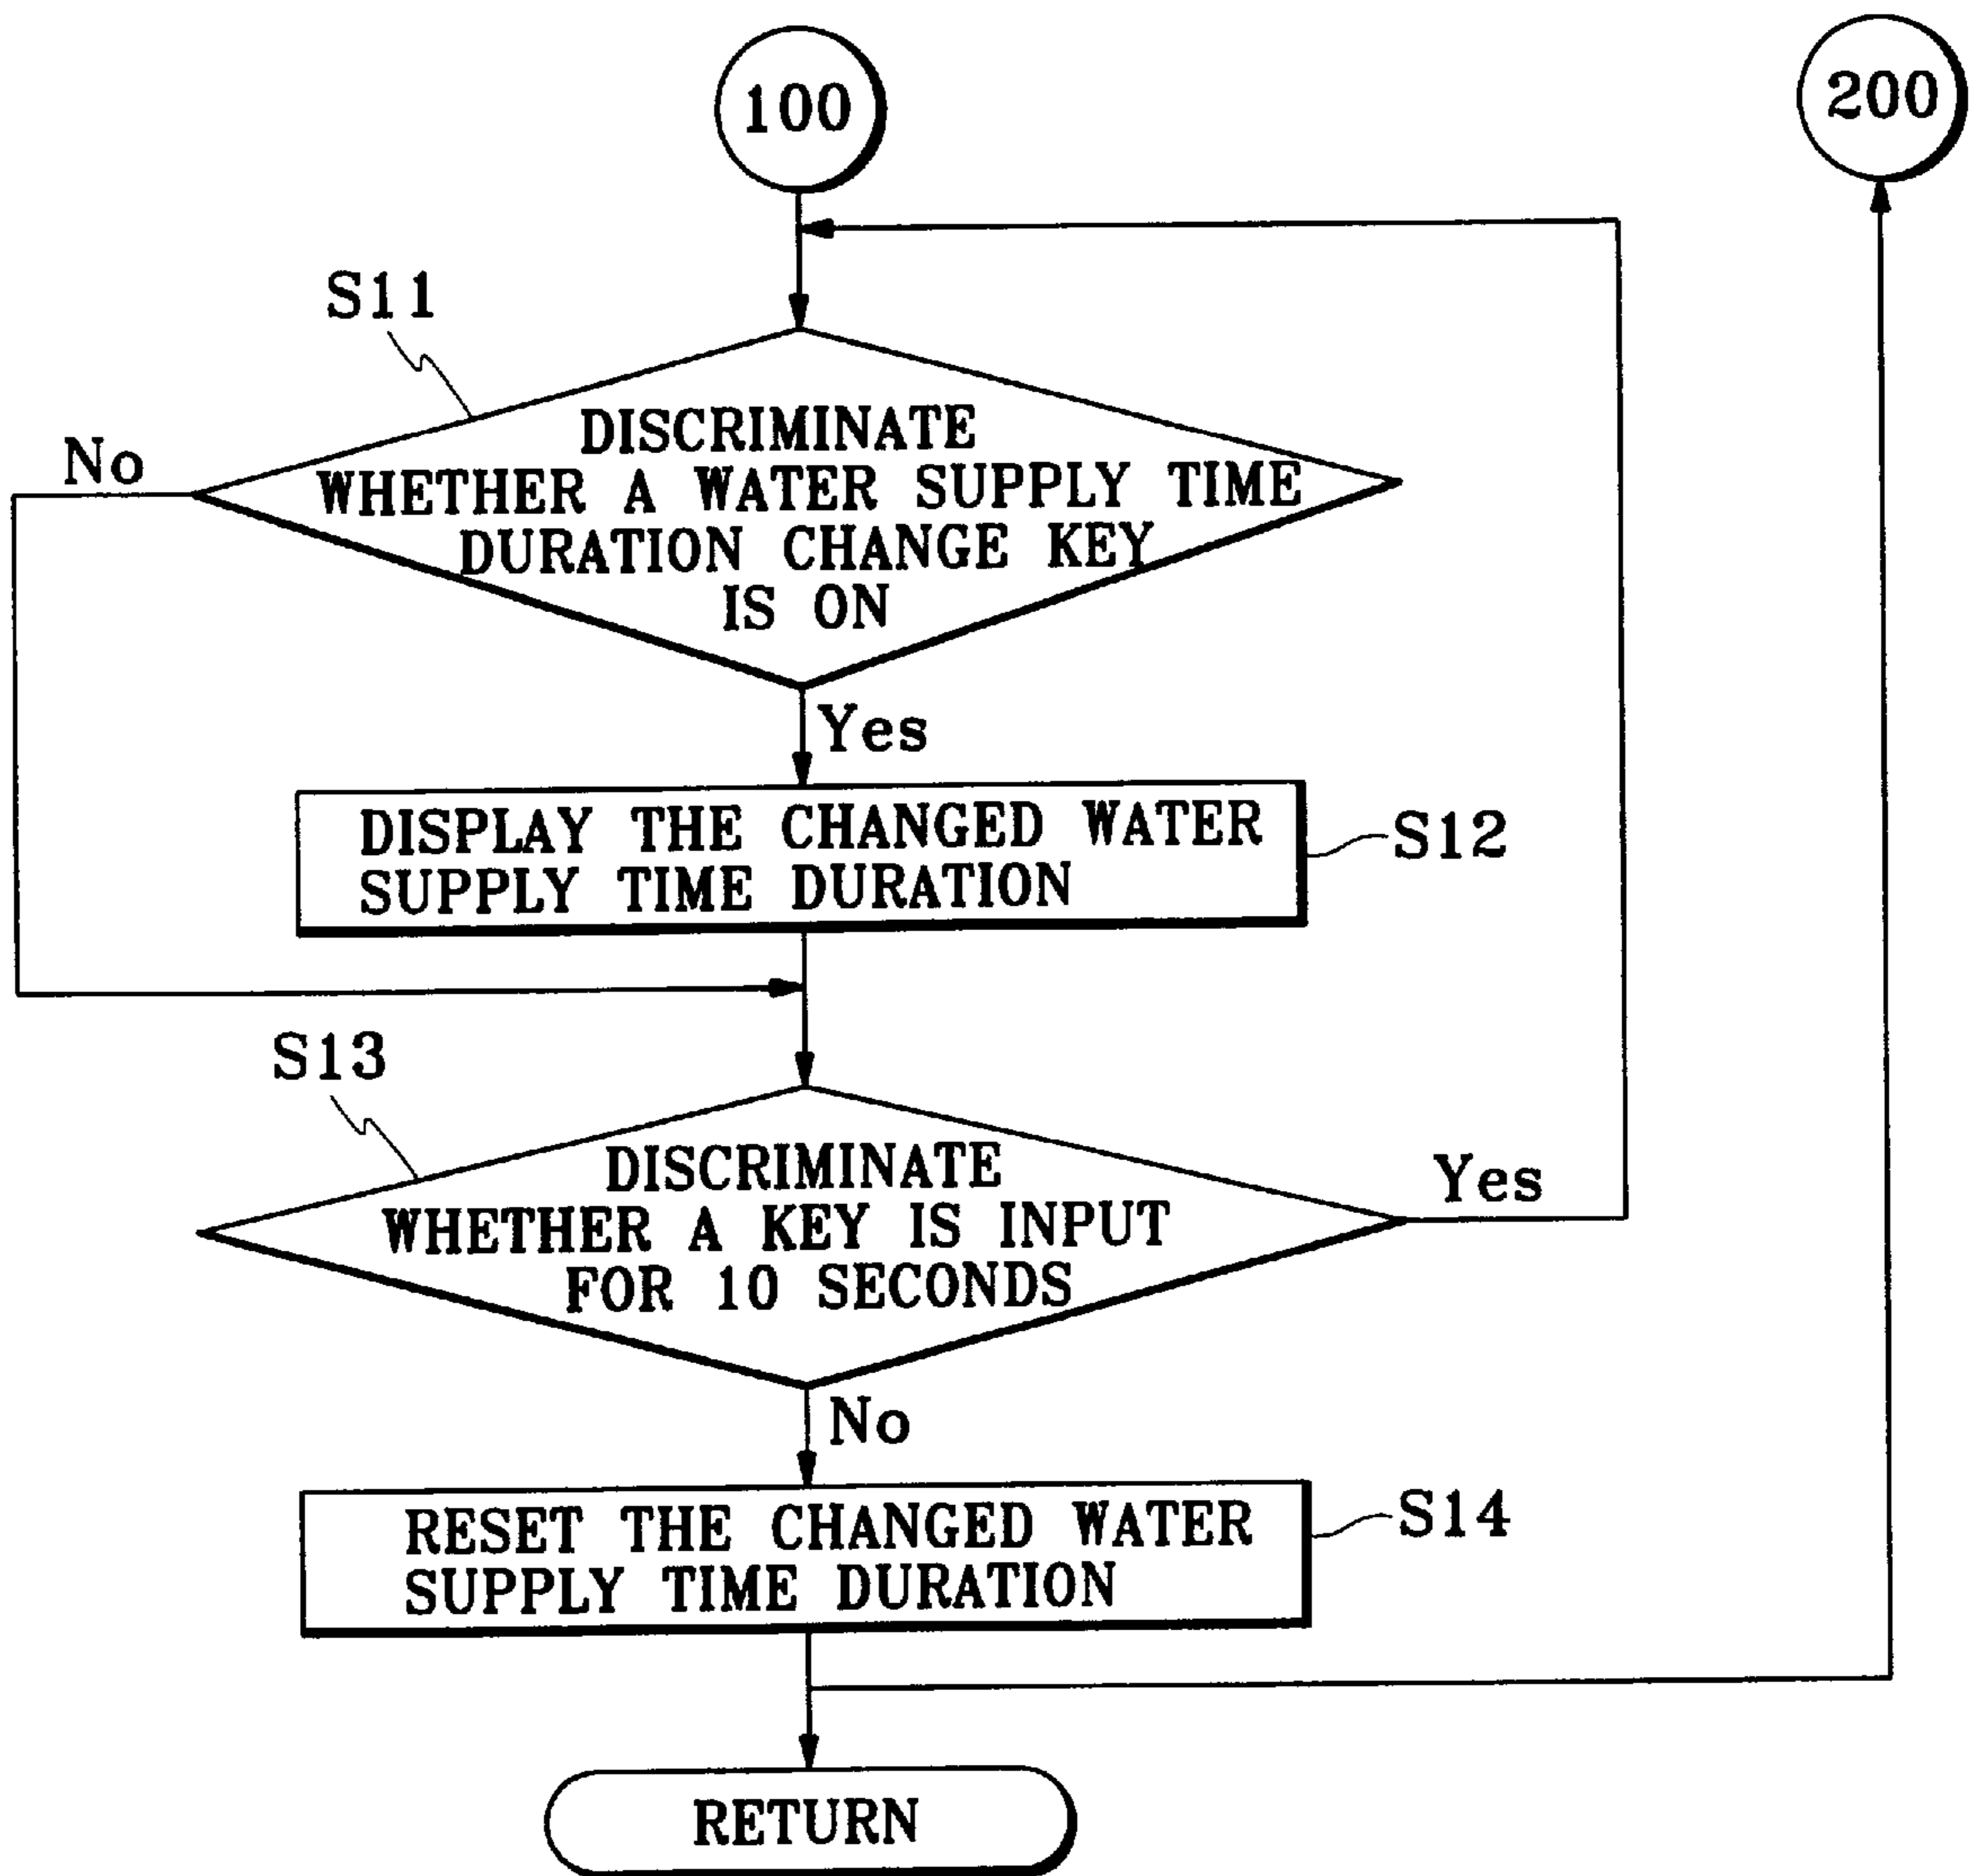 100
200
S11
DISCRIMINATE
WHETHER A WATER SUPPLY TIME
DURATION CHANGE KEY
IS ON
No
Yes
DISPLAY THE CHANGED WATER
SUPPLY TIME DURATION
S12
S13
DISCRIMINATE
WHETHER A KEY IS INPUT
FOR 10 SECONDS
Yes
No
RESET THE CHANGED WATER
SUPPLY TIME DURATION
S14
RETURN